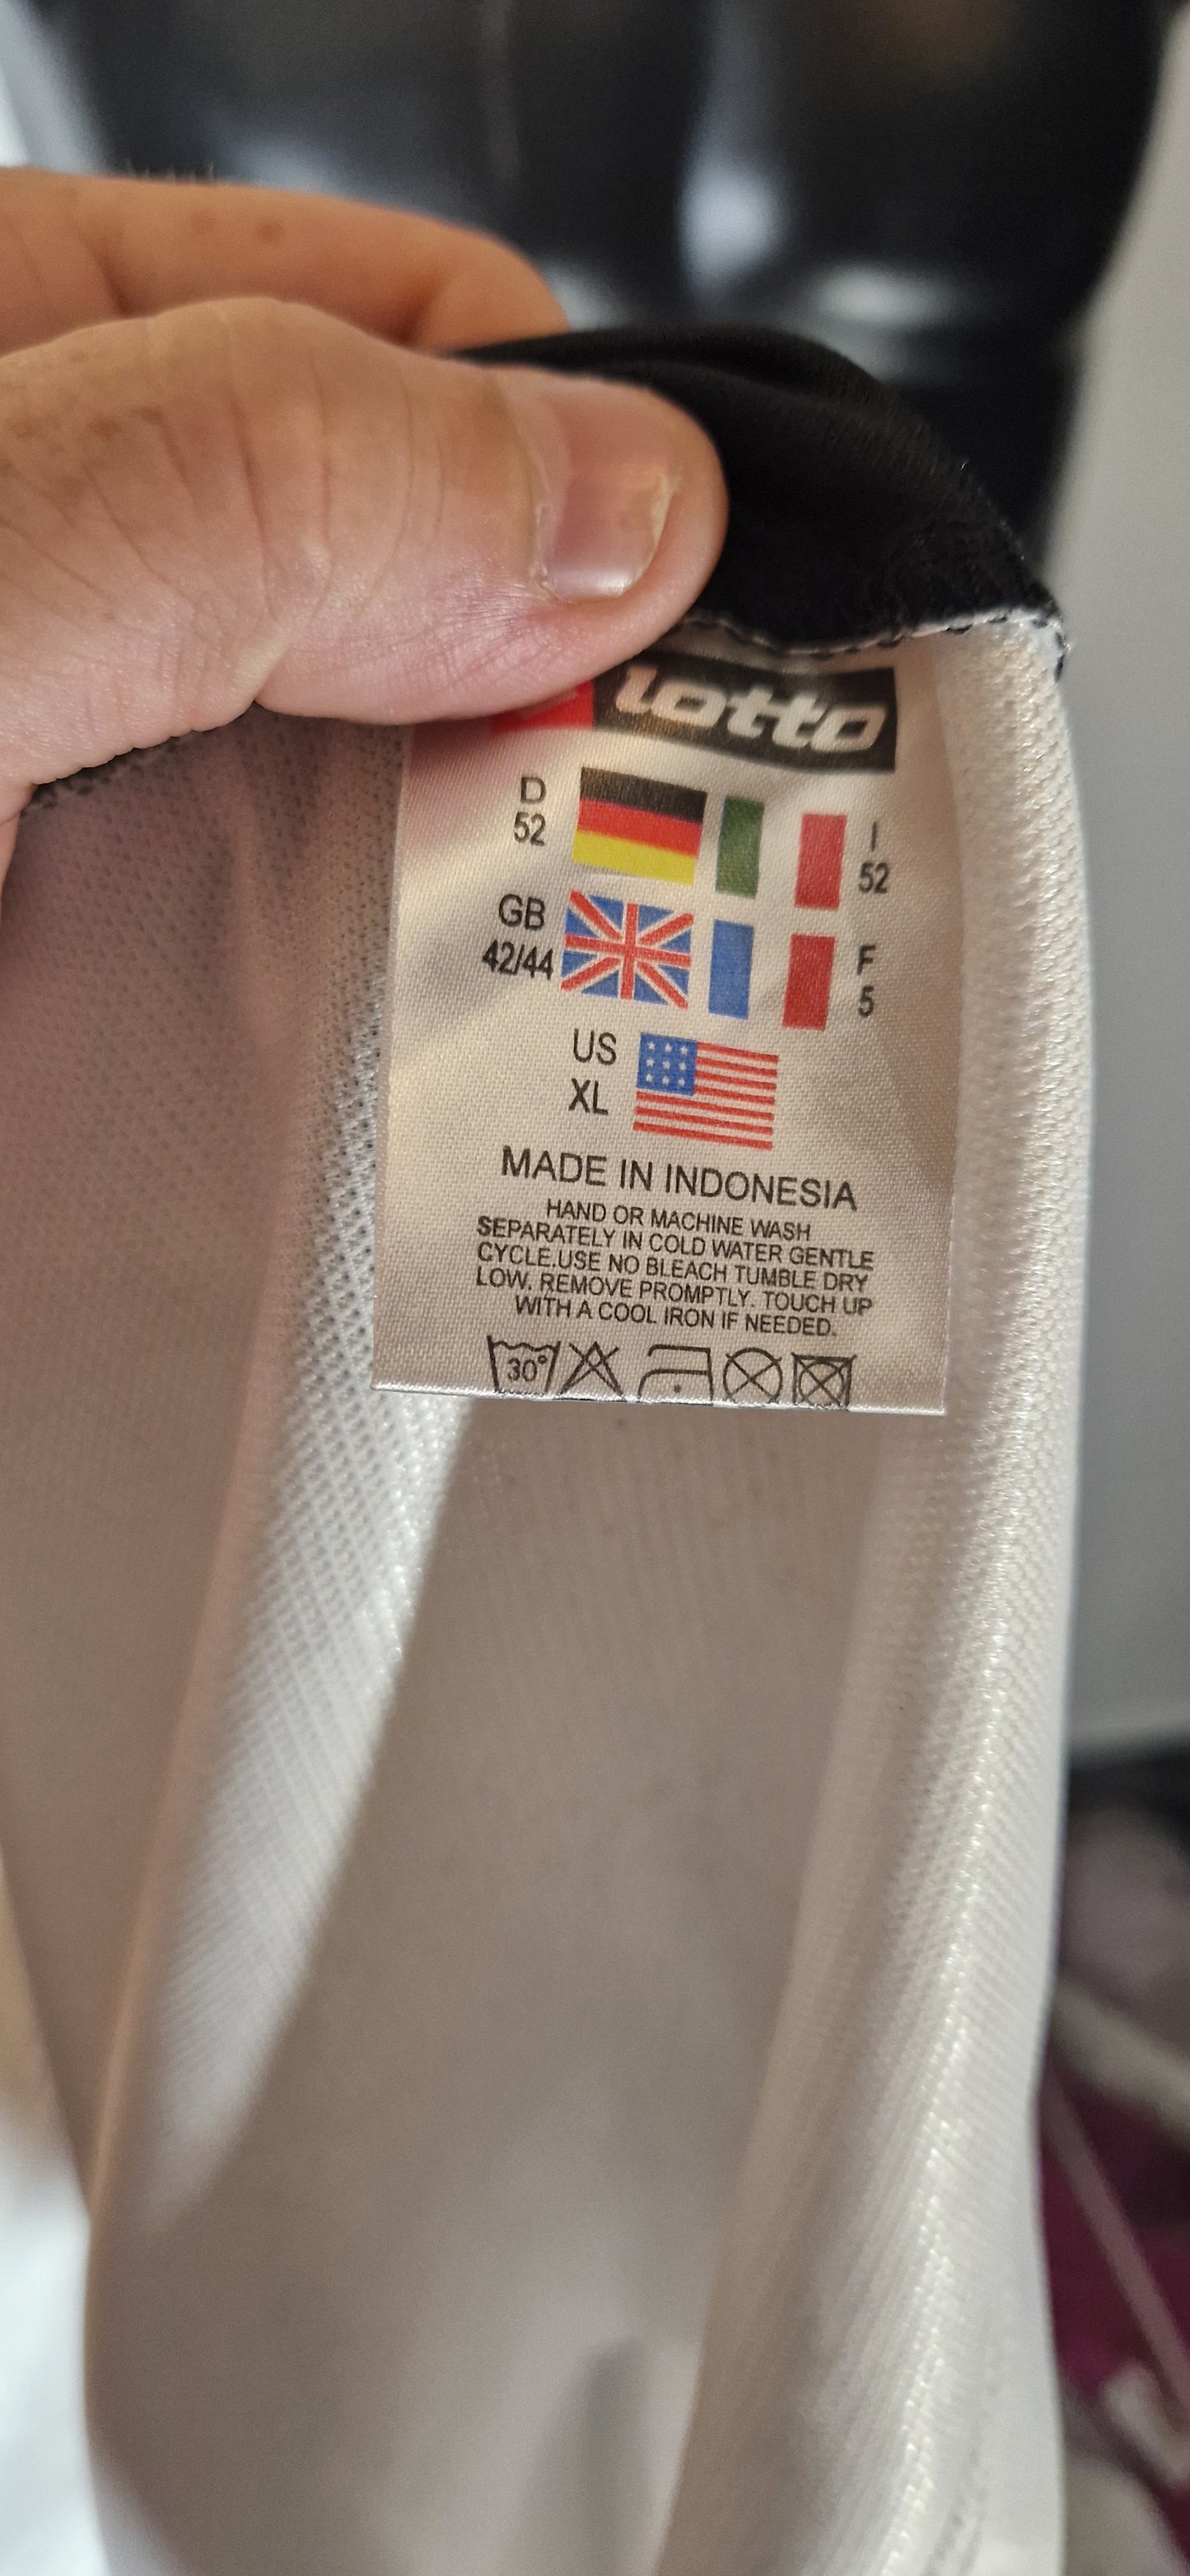 lotto
D
52
I
52
GB
42/44
F
5
US
XL
MADE IN INDONESIA
HAND OR MACHINE WASH
SEPARATELY IN COLD WATER GENTLE
CYCLE.USE NO BLEACH TUMBLE DRY
LOW. REMOVE PROMPTLY. TOUCH UP
WITH A COOL IRON IF NEEDED.
30°